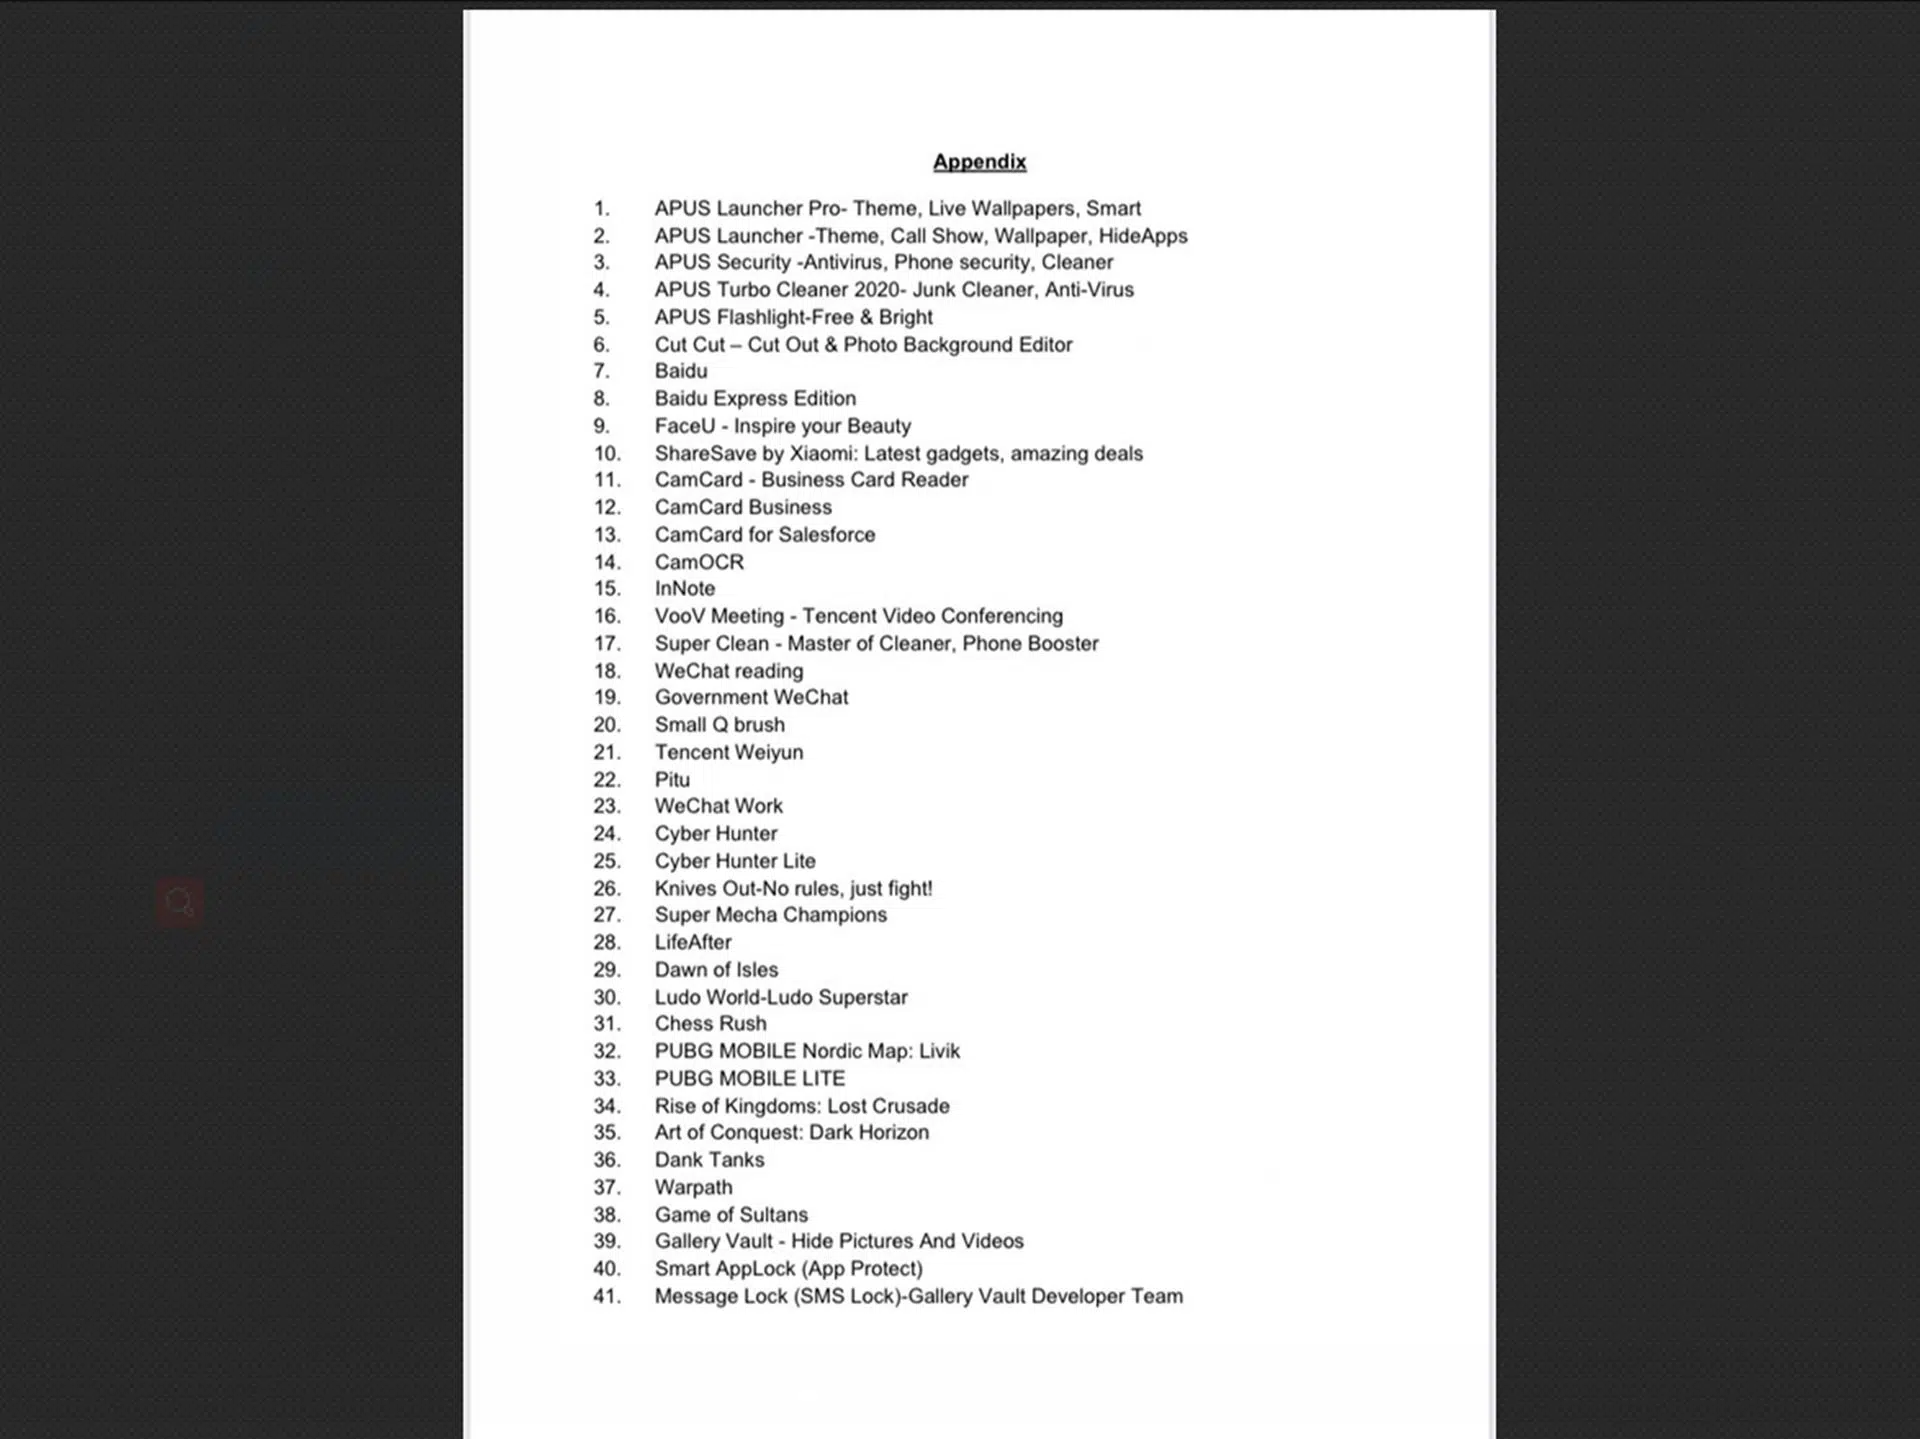 Appendix
1. APUS Launcher Pro- Theme, Live Wallpapers, Smart
2. APUS Launcher -Theme, Call Show, Wallpaper, HideApps
3. APUS Security -Antivirus, Phone security, Cleaner
4. APUS Turbo Cleaner 2020- Junk Cleaner, Anti-Virus
5. APUS Flashlight-Free & Bright
6. Cut Cut – Cut Out & Photo Background Editor
7. Baidu
8. Baidu Express Edition
9. FaceU - Inspire your Beauty
10. ShareSave by Xiaomi: Latest gadgets, amazing deals
11. CamCard - Business Card Reader
12. CamCard Business
13. CamCard for Salesforce
14. CamOCR
15. InNote
16. VooV Meeting - Tencent Video Conferencing
17. Super Clean - Master of Cleaner, Phone Booster
18. WeChat reading
19. Government WeChat
20. Small Q brush
21. Tencent Weiyun
22. Pitu
23. WeChat Work
24. Cyber Hunter
25. Cyber Hunter Lite
26. Knives Out-No rules, just fight!
27. Super Mecha Champions
28. LifeAfter
29. Dawn of Isles
30. Ludo World-Ludo Superstar
31. Chess Rush
32. PUBG MOBILE Nordic Map: Livik
33. PUBG MOBILE LITE
34. Rise of Kingdoms: Lost Crusade
35. Art of Conquest: Dark Horizon
36. Dank Tanks
37. Warpath
38. Game of Sultans
39. Gallery Vault - Hide Pictures And Videos
40. Smart AppLock (App Protect)
41. Message Lock (SMS Lock)-Gallery Vault Developer Team